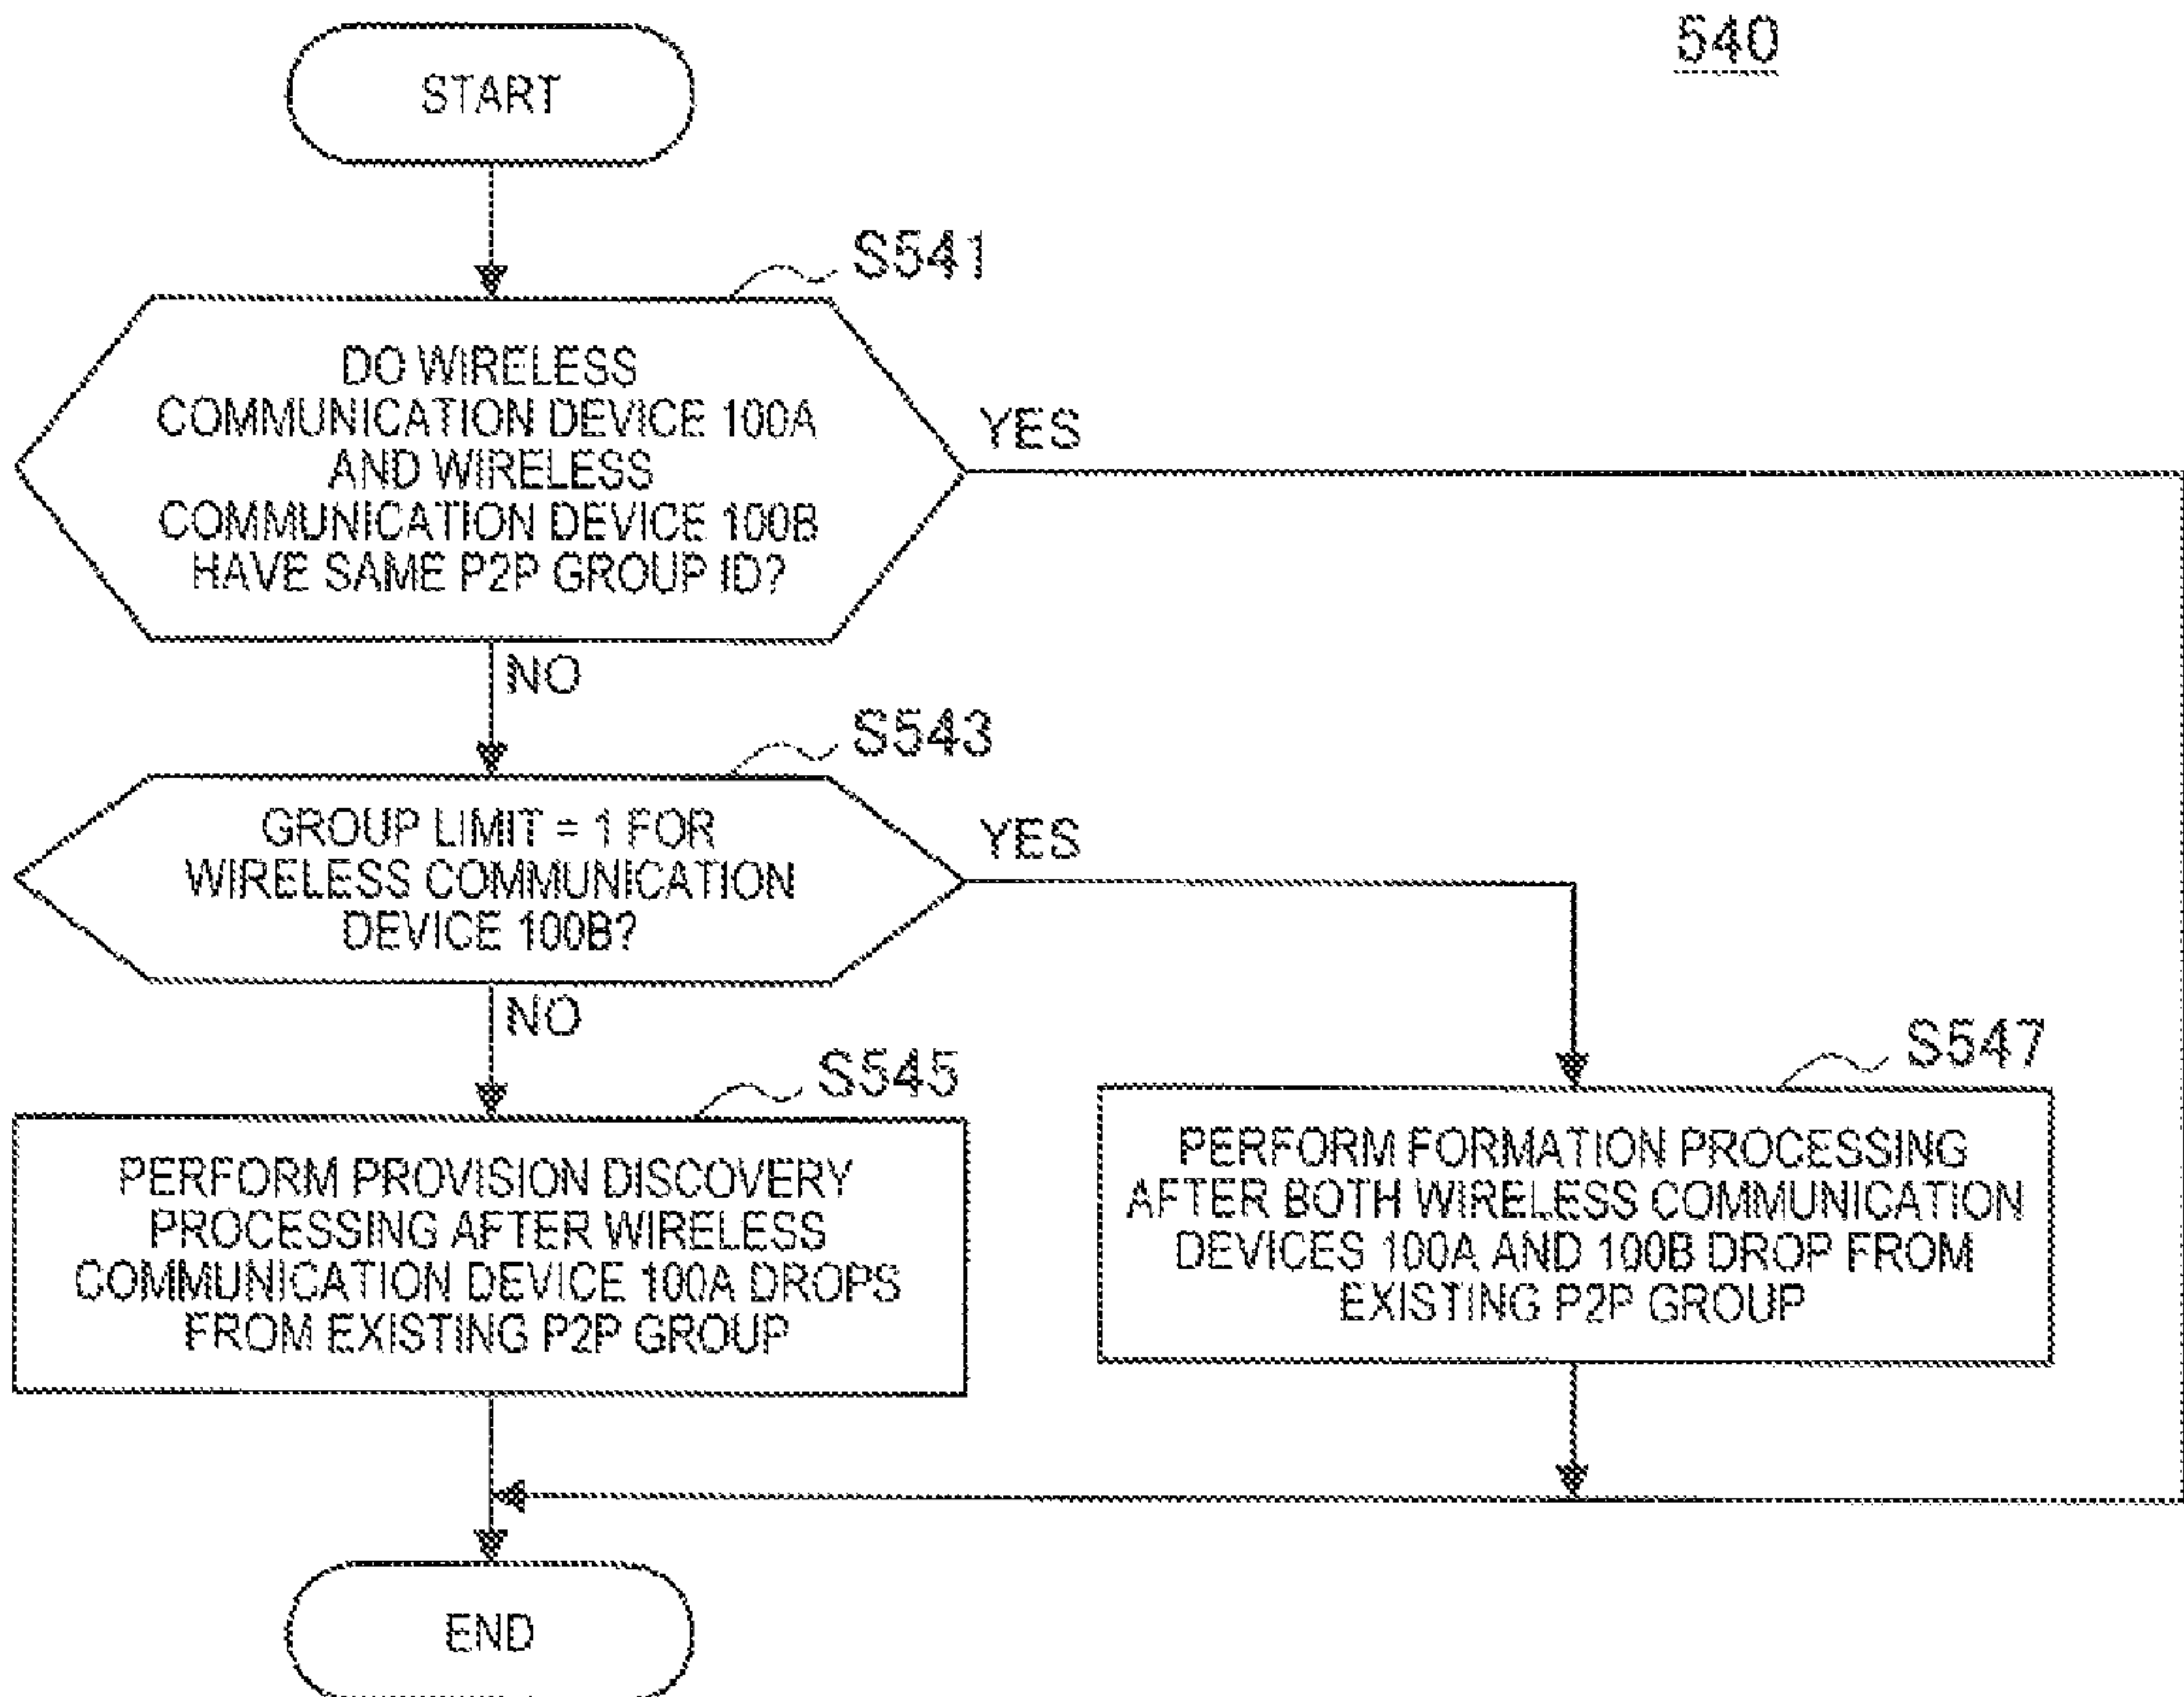 540
START
S541
DO WIRELESS
COMMUNICATION DEVICE 100A
AND WIRELESS
COMMUNICATION DEVICE 100B
HAVE SAME P2P GROUP ID?
YES
NO
S543
GROUP LIMIT = 1 FOR
WIRELESS COMMUNICATION
DEVICE 100B?
YES
NO
S545
PERFORM PROVISION DISCOVERY
PROCESSING AFTER WIRELESS
COMMUNICATION DEVICE 100A DROPS
FROM EXISTING P2P GROUP
S547
PERFORM FORMATION PROCESSING
AFTER BOTH WIRELESS COMMUNICATION
DEVICES 100A AND 100B DROP FROM
EXISTING P2P GROUP
END